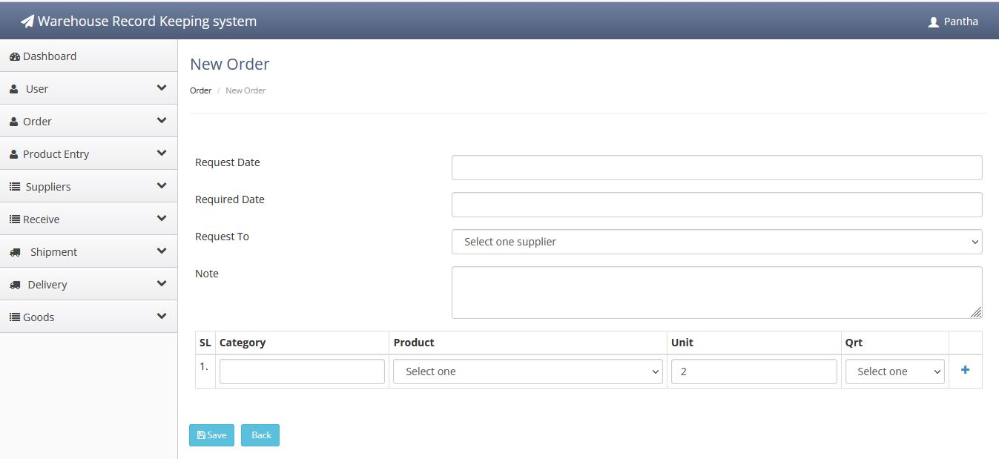 Warehouse Record Keeping system
Pantha
Dashboard
User
Order
Product Entry
Suppliers
Receive
Shipment
Delivery
Goods
New Order
Order / New Order
Request Date
Required Date
Request To
Select one supplier
Note
SL Category Product Unit Qrt
1. Select one 2 Select one
Save Back